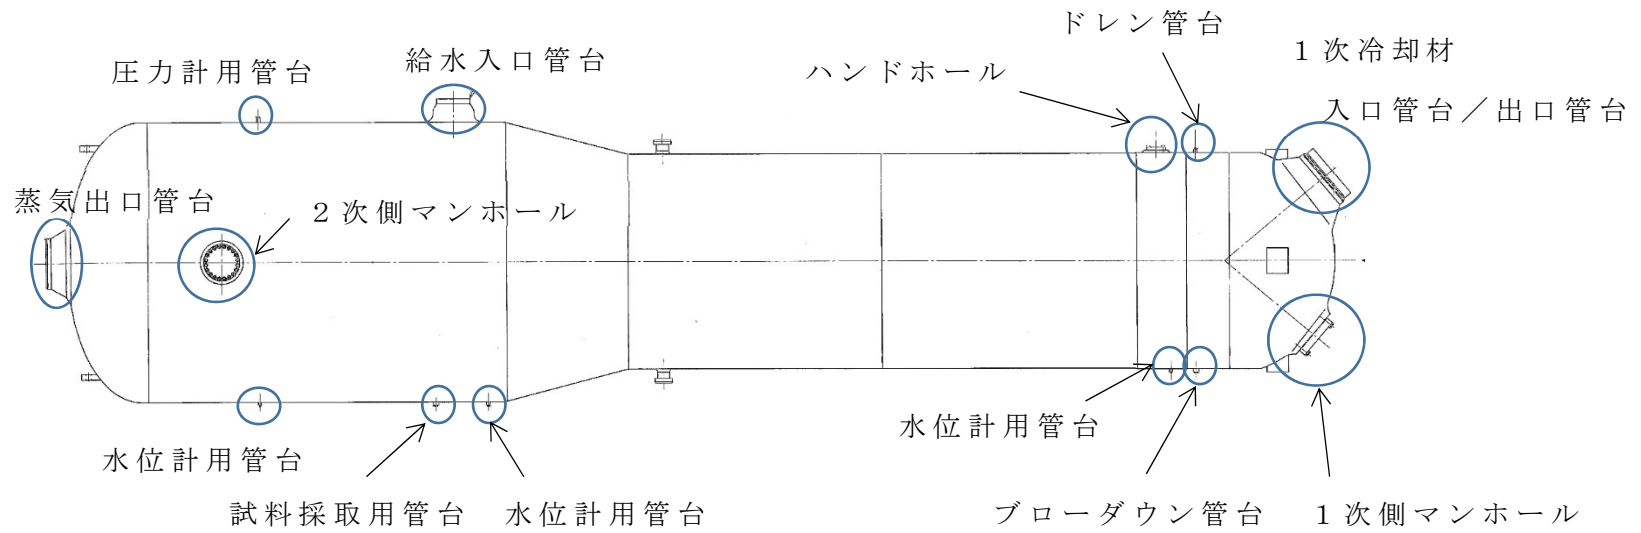 ドレン管台
1次冷却材
入口管台／出口管台
給水入口管台
圧力計用管台
ハンドホール
蒸気出口管台
2次側マンホール
水位計用管台
水位計用管台
試料採取用管台
水位計用管台
ブローダウン管台
1次側マンホール